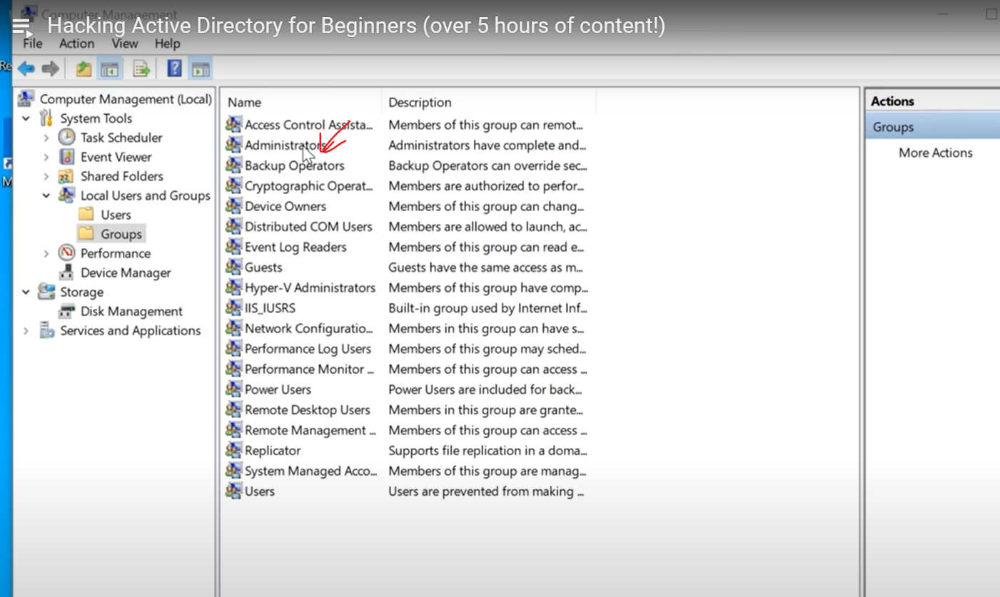 Computer Management
Hacking Active Directory for Beginners (over 5 hours of content!)
File Action View Help
Re
Computer Management (Local)
System Tools
Task Scheduler
Event Viewer
Shared Folders
Local Users and Groups
Users
Groups
Performance
Device Manager
Storage
Disk Management
Services and Applications
M
Name Description
Access Control Assista... Members of this group can remot...
Administrators Administrators have complete and...
Backup Operators Backup Operators can override sec...
Cryptographic Operat... Members are authorized to perfor...
Device Owners Members of this group can chang...
Distributed COM Users Members are allowed to launch, ac...
Event Log Readers Members of this group can read e...
Guests Guests have the same access as m...
Hyper-V Administrators Members of this group have comp...
IIS_IUSRS Built-in group used by Internet Inf...
Network Configuratio... Members in this group can have s...
Performance Log Users Members of this group may sched...
Performance Monitor ... Members of this group can access ...
Power Users Power Users are included for back...
Remote Desktop Users Members in this group are grante...
Remote Management ... Members of this group can access ...
Replicator Supports file replication in a doma...
System Managed Acco... Members of this group are manag...
Users Users are prevented from making ...
Actions
Groups
More Actions